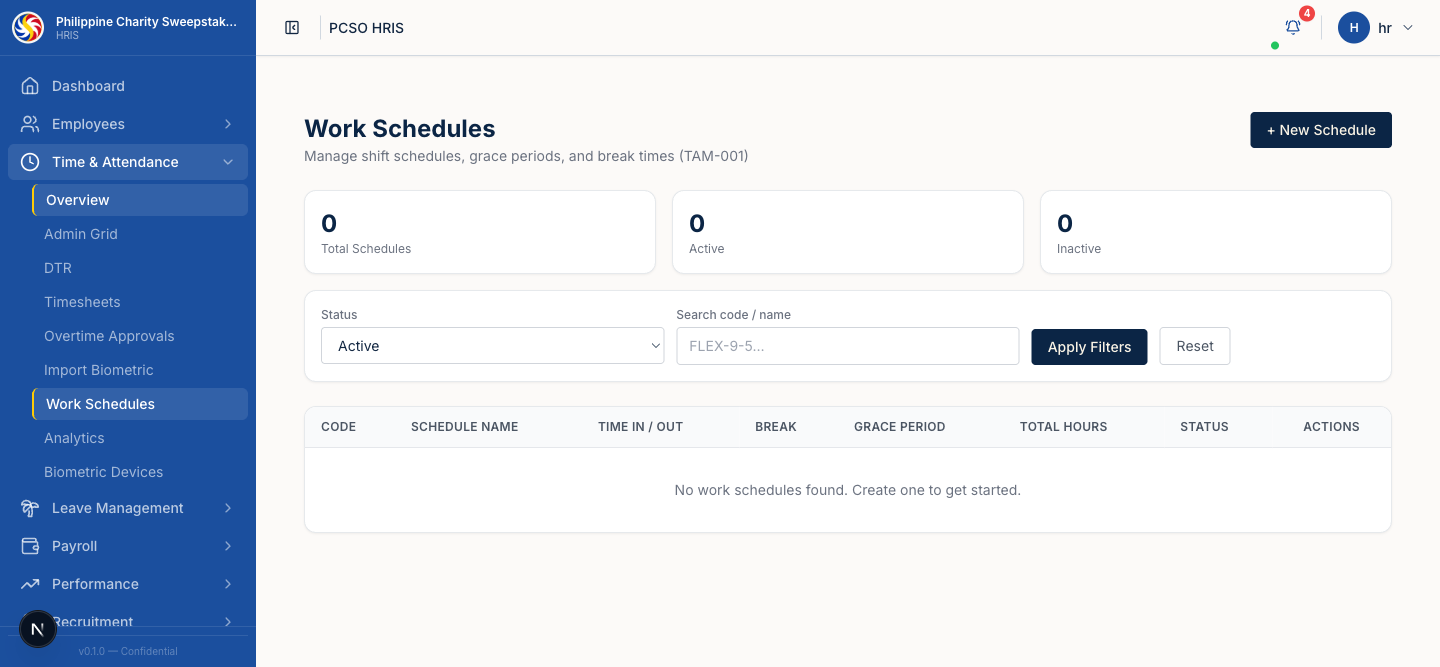 Philippine Charity Sweepstak...
HRIS
PCSO HRIS
4
H
hr
Dashboard
Employees
Time & Attendance
Overview
Admin Grid
DTR
Timesheets
Overtime Approvals
Import Biometric
Work Schedules
Analytics
Biometric Devices
Leave Management
Payroll
Performance
Recruitment
N
v0.1.0 — Confidential
Work Schedules
+ New Schedule
Manage shift schedules, grace periods, and break times (TAM-001)
0
Total Schedules
0
Active
0
Inactive
Status
Search code / name
Active
FLEX-9-5...
Apply Filters
Reset
CODE SCHEDULE NAME TIME IN / OUT BREAK GRACE PERIOD TOTAL HOURS STATUS ACTIONS
No work schedules found. Create one to get started.